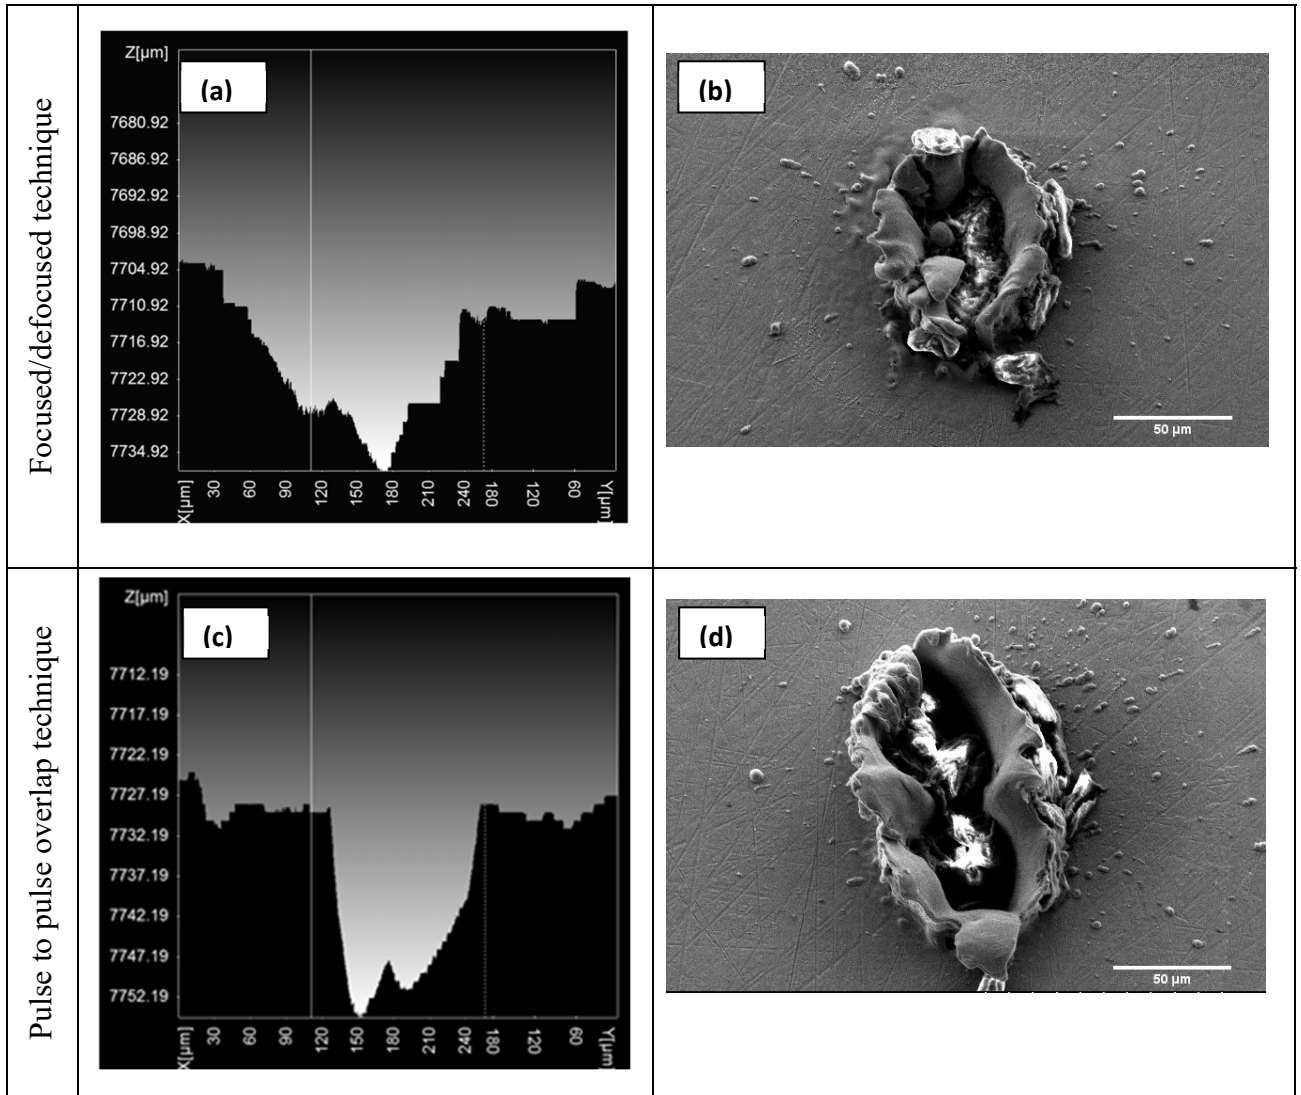 Focused/defocused technique
Z[µm]
(a)
7680.92
7686.92
7692.92
7698.92
7704.92
7710.92
7716.92
7722.92
7728.92
7734.92
X[µm] 30 60 90 120 150 180 210 240 180 120 60 Y[µm]
(b)
50 µm
Pulse to pulse overlap technique
Z[µm]
(c)
7712.19
7717.19
7722.19
7727.19
7732.19
7737.19
7742.19
7747.19
7752.19
X[µm] 30 60 90 120 150 180 210 240 180 120 60 Y[µm]
(d)
50 µm